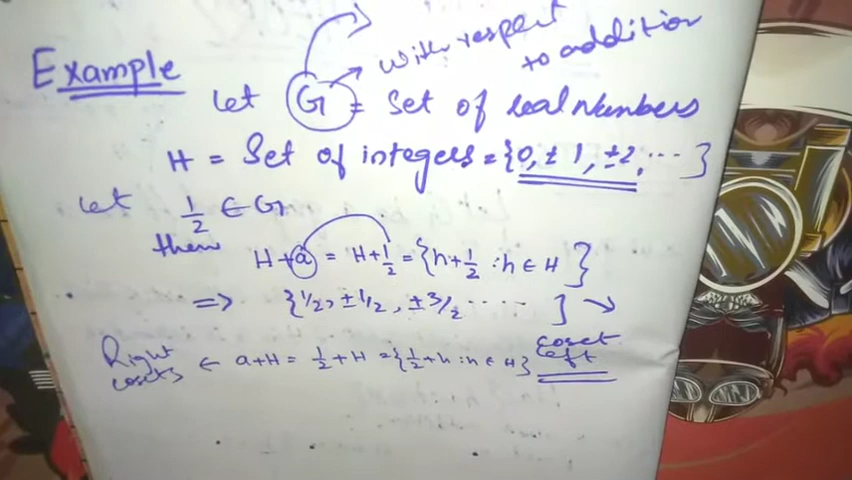 Example
With respect
to addition
Let G = Set of real Numbers
H = Set of integers = {0, ± 1, ±2, ... }
Let 1/2 ∈ G
then H+a = H+1/2 = {h+1/2 : h ∈ H}
=> {1/2, ±1/2, ±3/2 ...... } →
coset
left
Right cosets ← a+H = 1/2 + H = {1/2 + h : h ∈ H}